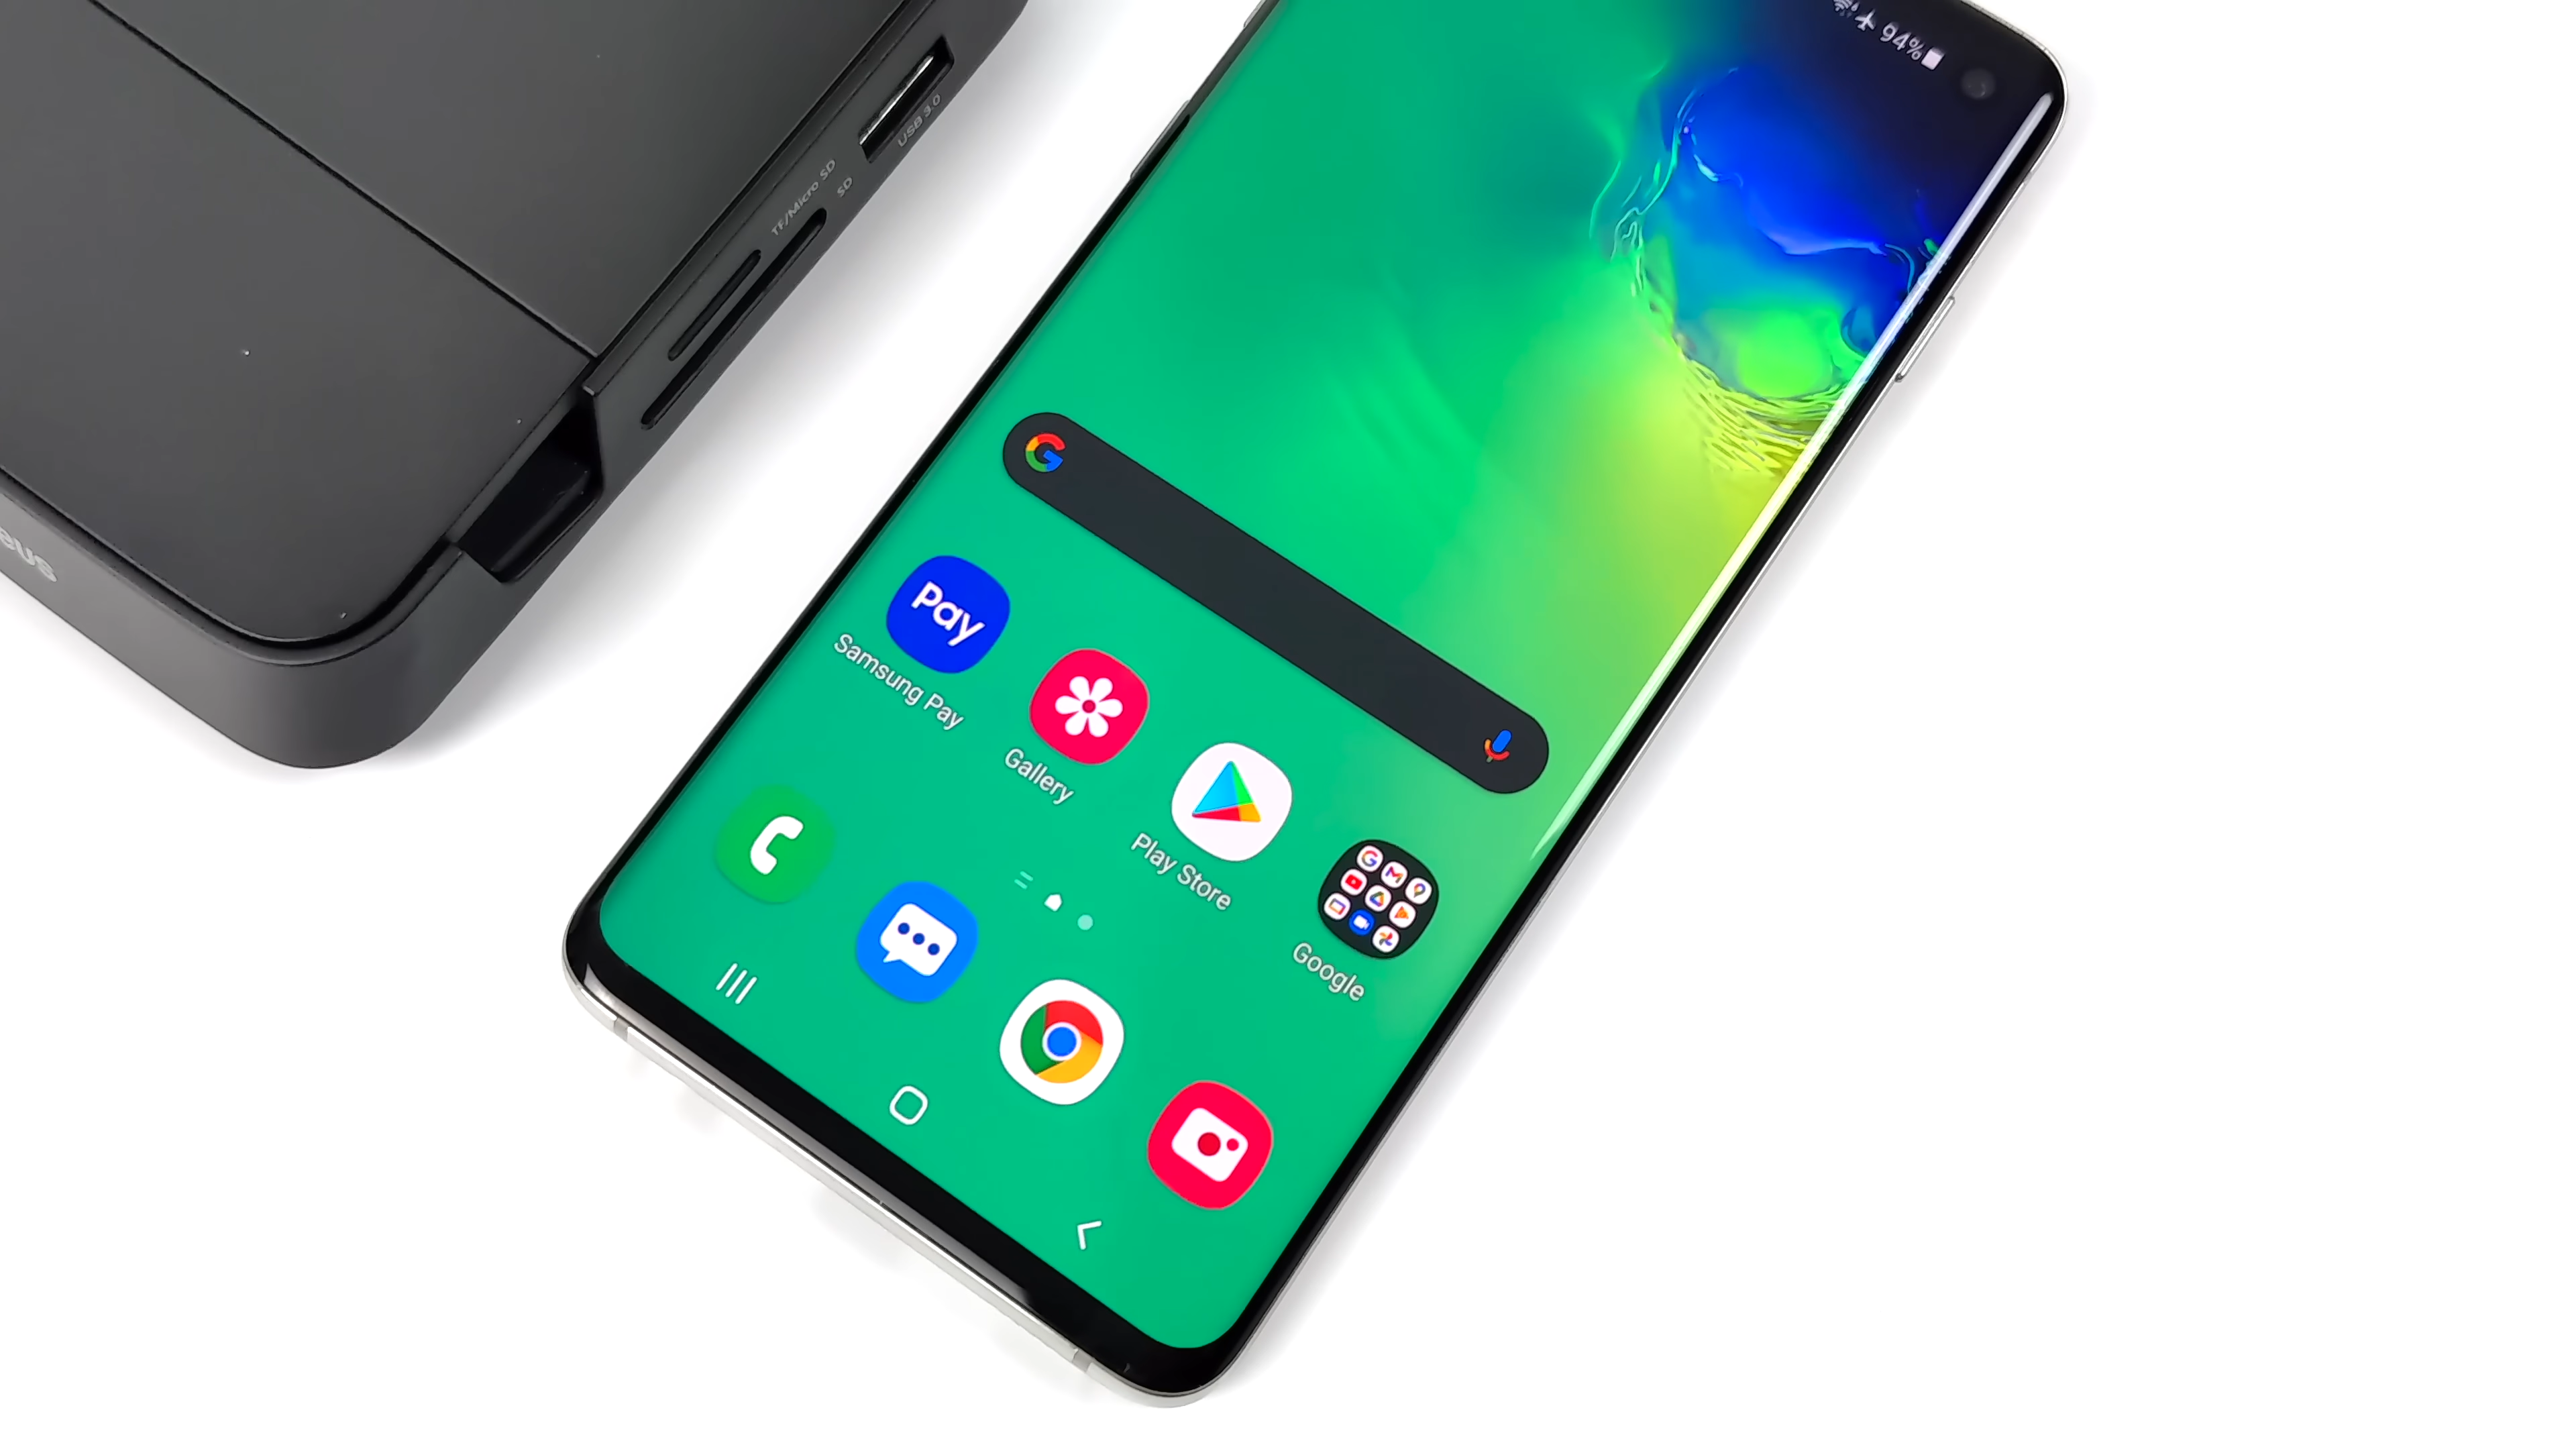 USB 3.0
TF/Micro SD
SD
94%
Pay
Samsung Pay
Gallery
Play Store
Google